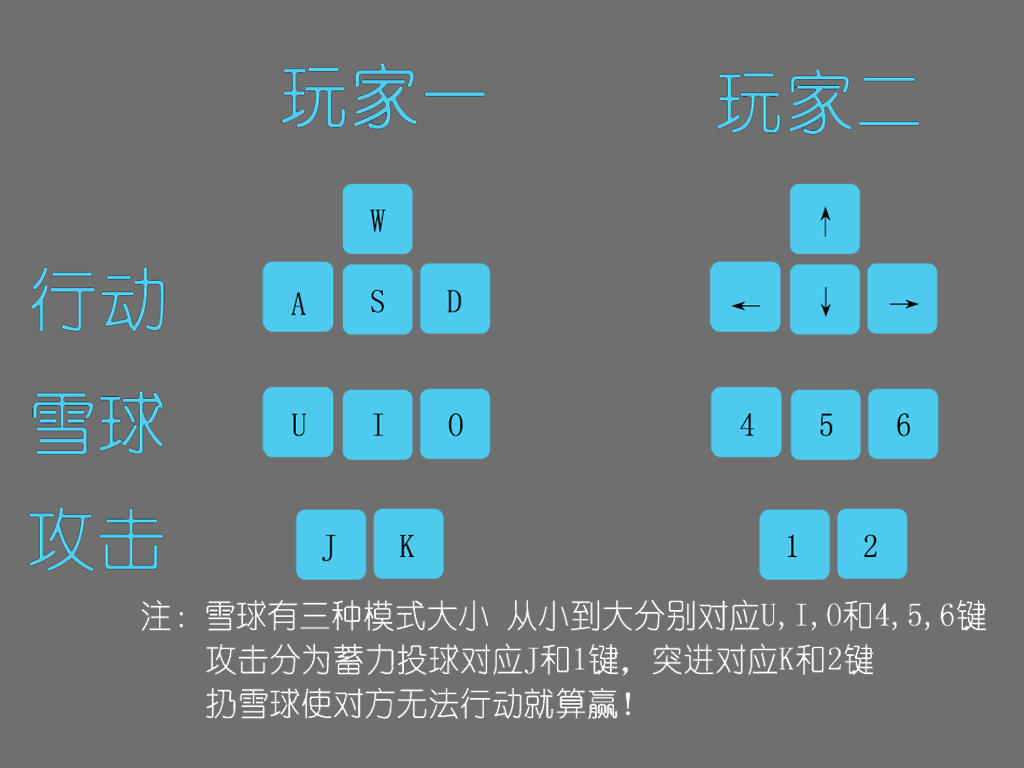 玩家一 玩家二
W ↑
行动 A S D ← ↓ →
雪球 U I O 4 5 6
攻击 J K 1 2
注: 雪球有三种模式大小 从小到大分别对应U,I,O和4,5,6键
攻击分为蓄力投球对应J和1键，突进对应K和2键
扔雪球使对方无法行动就算赢!